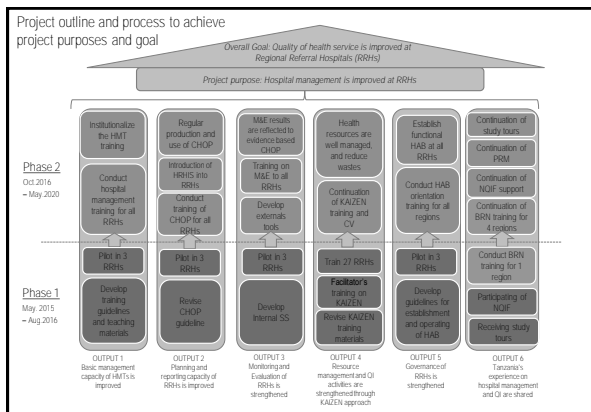 Project outline and process to achieve
project purposes and goal
Overall Goal: Quality of health service is improved at
Regional Referral Hospitals (RRHs)
Project purpose: Hospital management is improved at RRHs
Phase 2
Oct.2016
– May.2020
Institutionalize
the HMT
training
Conduct
hospital
management
training for all
RRHs
Regular
production and
use of CHOP
Introduction of
HRHIS into
RRHs
Conduct
training of
CHOP for all
RRHs
M&E results
are reflected to
evidence based
CHOP
Training on
M&E to all
RRHs
Develop
externals
tools
Health
resources are
well managed,
and reduce
wastes
Continuation
of KAIZEN
training and
CV
Establish
functional
HAB at all
RRHs
Conduct HAB
orientation
training for all
regions
Continuation of
study tours
Continuation of
PRM
Continuation of
NQIF support
Continuation of
BRN training for
4 regions
Phase 1
May. 2015
– Aug.2016
Pilot in 3
RRHs
Develop
training
guidelines and
teaching
materials
Pilot in 3
RRHs
Revise
CHOP
guideline
Pilot in 3
RRHs
Develop
Internal SS
Train 27 RRHs
Facilitator's
training on
KAIZEN
Revise KAIZEN
training
materials
Pilot in 3
RRHs
Develop
guidelines for
establishment
and operating
of HAB
Conduct BRN
training for 1
region
Participating of
NQIF
Receiving study
tours
OUTPUT 1
Basic management
capacity of HMTs is
improved
OUTPUT 2
Planning and
reporting capacity of
RRHs is improved
OUTPUT 3
Monitoring and
Evaluation of
RRHs is
strengthened
OUTPUT 4
Resource
management and QI
activities are
strengthened through
KAIZEN approach
OUTPUT 5
Governance of
RRHs is
strengthened
OUTPUT 6
Tanzania's
experience on
hospital management
and QI are shared